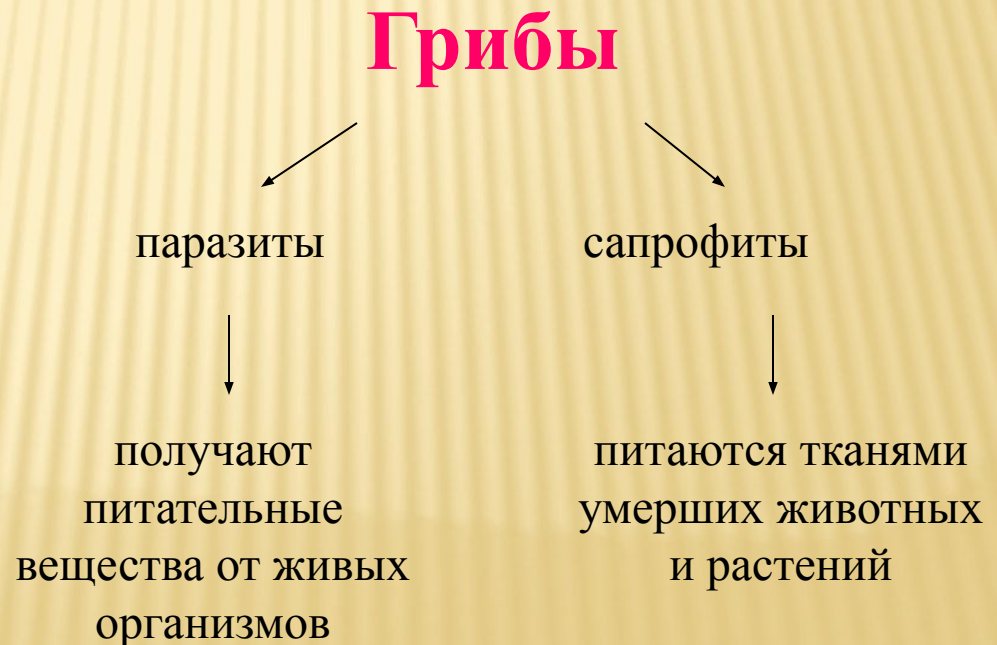 Грибы
паразиты
сапрофиты
получают
питательные
вещества от живых
организмов
питаются тканями
умерших животных
и растений